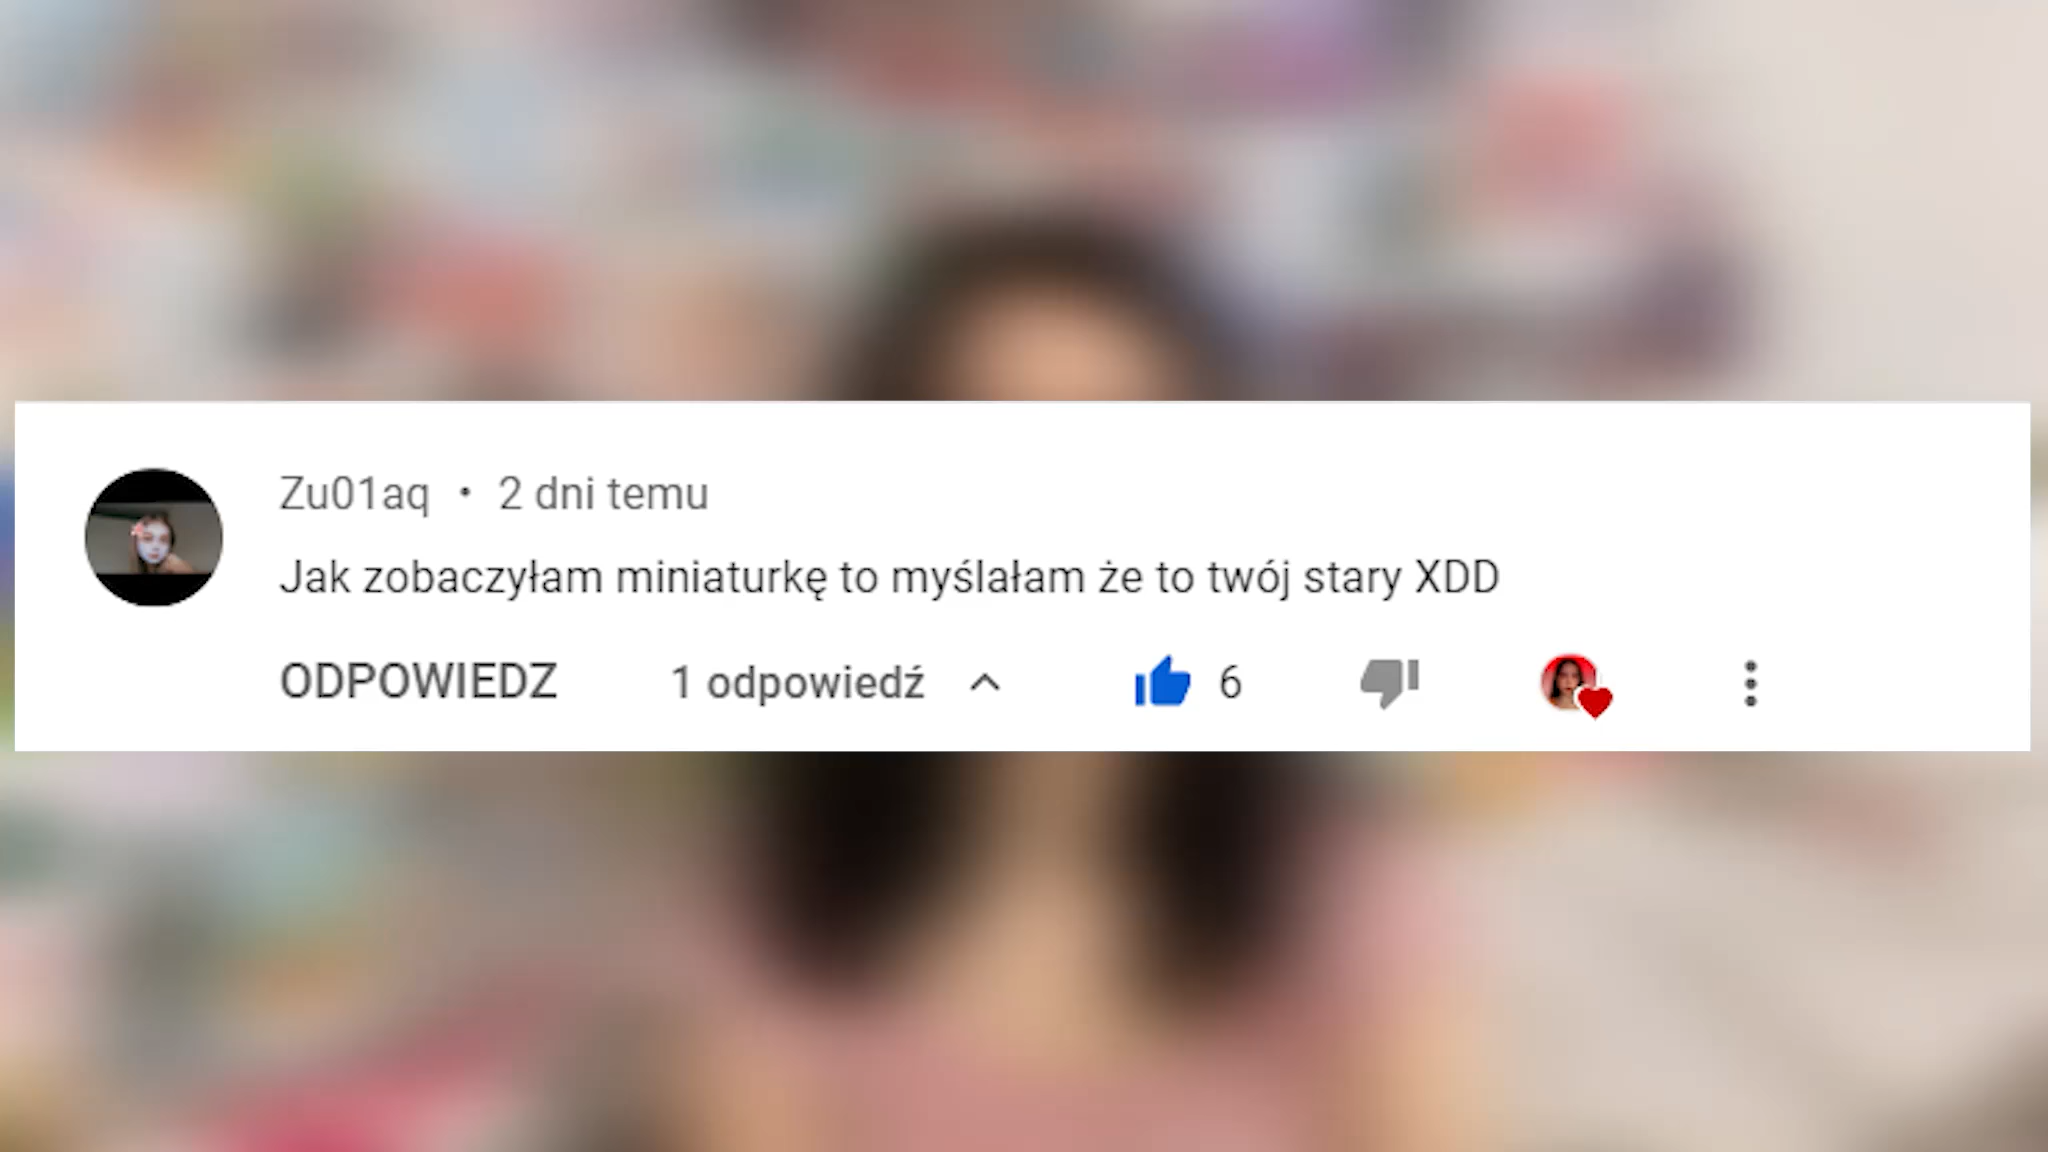 Zu01aq • 2 dni temu
Jak zobaczyłam miniaturkę to myślałam że to twój stary XDD
ODPOWIEDZ 1 odpowiedź 6